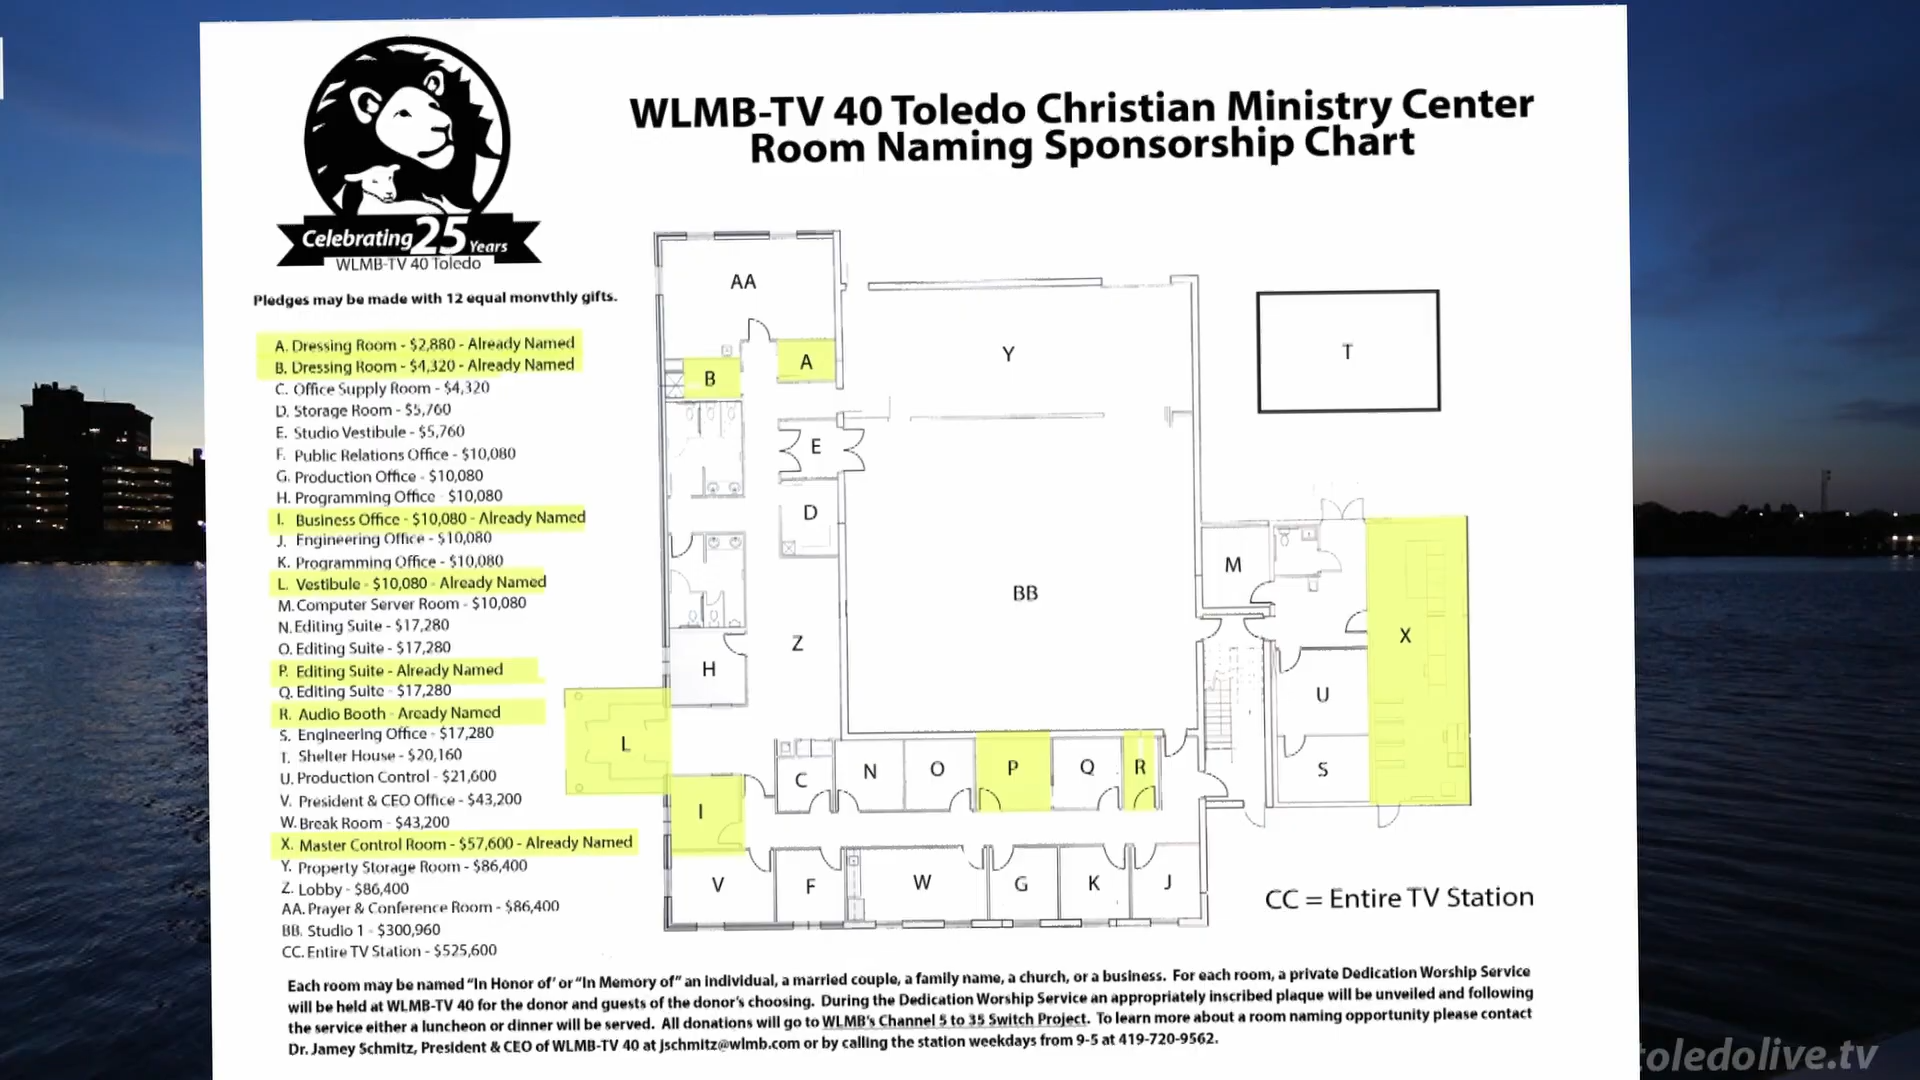 WLMB-TV 40 Toledo Christian Ministry Center
Room Naming Sponsorship Chart
Celebrating 25 Years
WLMB-TV 40 Toledo
Pledges may be made with 12 equal monvthly gifts.
A. Dressing Room - $2,880 - Already Named
B. Dressing Room - $4,320 - Already Named
C. Office Supply Room - $4,320
D. Storage Room - $5,760
E. Studio Vestibule - $5,760
F. Public Relations Office - $10,080
G. Production Office - $10,080
H. Programming Office - $10,080
I. Business Office - $10,080 - Already Named
J. Engineering Office - $10,080
K. Programming Office - $10,080
L. Vestibule - $10,080 - Already Named
M. Computer Server Room - $10,080
N. Editing Suite - $17,280
O. Editing Suite - $17,280
P. Editing Suite - Already Named
Q. Editing Suite - $17,280
R. Audio Booth - Aready Named
S. Engineering Office - $17,280
T. Shelter House - $20,160
U. Production Control - $21,600
V. President & CEO Office - $43,200
W. Break Room - $43,200
X. Master Control Room - $57,600 - Already Named
Y. Property Storage Room - $86,400
Z. Lobby - $86,400
AA. Prayer & Conference Room - $86,400
BB. Studio 1 - $300,960
CC. Entire TV Station - $525,600
AA
Y
T
A
B
E
D
M
BB
X
Z
H
U
L
C
N
O
P
Q
R
S
I
V
F
W
G
K
J
CC = Entire TV Station
Each room may be named "In Honor of' or "In Memory of" an individual, a married couple, a family name, a church, or a business. For each room, a private Dedication Worship Service
will be held at WLMB-TV 40 for the donor and guests of the donor's choosing. During the Dedication Worship Service an appropriately inscribed plaque will be unveiled and following
the service either a luncheon or dinner will be served. All donations will go to WLMB's Channel 5 to 35 Switch Project. To learn more about a room naming opportunity please contact
Dr. Jamey Schmitz, President & CEO of WLMB-TV 40 at jschmitz@wlmb.com or by calling the station weekdays from 9-5 at 419-720-9562.
toledolive.tv